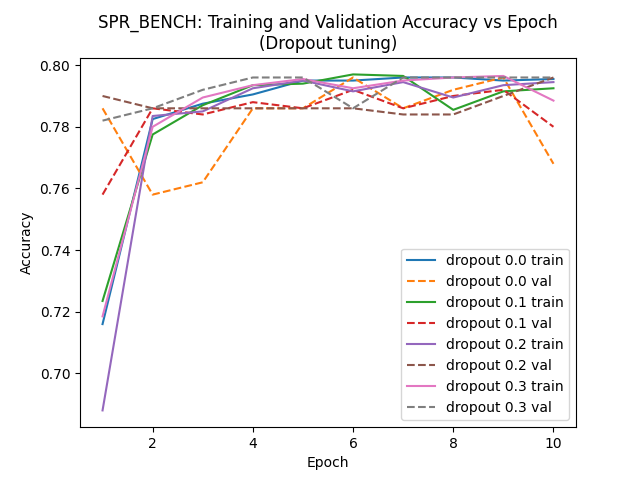 SPR_BENCH: Training and Validation Accuracy vs Epoch
(Dropout tuning)
Accuracy
0.80
0.78
0.76
0.74
0.72
0.70
dropout 0.0 train
dropout 0.0 val
dropout 0.1 train
dropout 0.1 val
dropout 0.2 train
dropout 0.2 val
dropout 0.3 train
dropout 0.3 val
2
4
6
8
10
Epoch